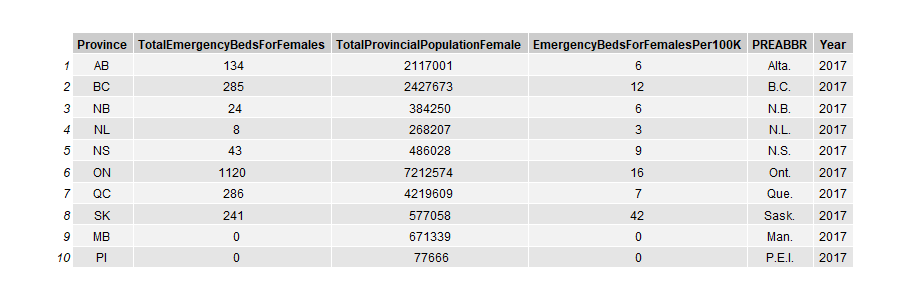 Province TotalEmergencyBedsForFemales TotalProvincialPopulationFemale EmergencyBedsForFemalesPer100K PREABBR Year
1 AB 134 2117001 6 Alta. 2017
2 BC 285 2427673 12 B.C. 2017
3 NB 24 384250 6 N.B. 2017
4 NL 8 268207 3 N.L. 2017
5 NS 43 486028 9 N.S. 2017
6 ON 1120 7212574 16 Ont. 2017
7 QC 286 4219609 7 Que. 2017
8 SK 241 577058 42 Sask. 2017
9 MB 0 671339 0 Man. 2017
10 PI 0 77666 0 P.E.I. 2017